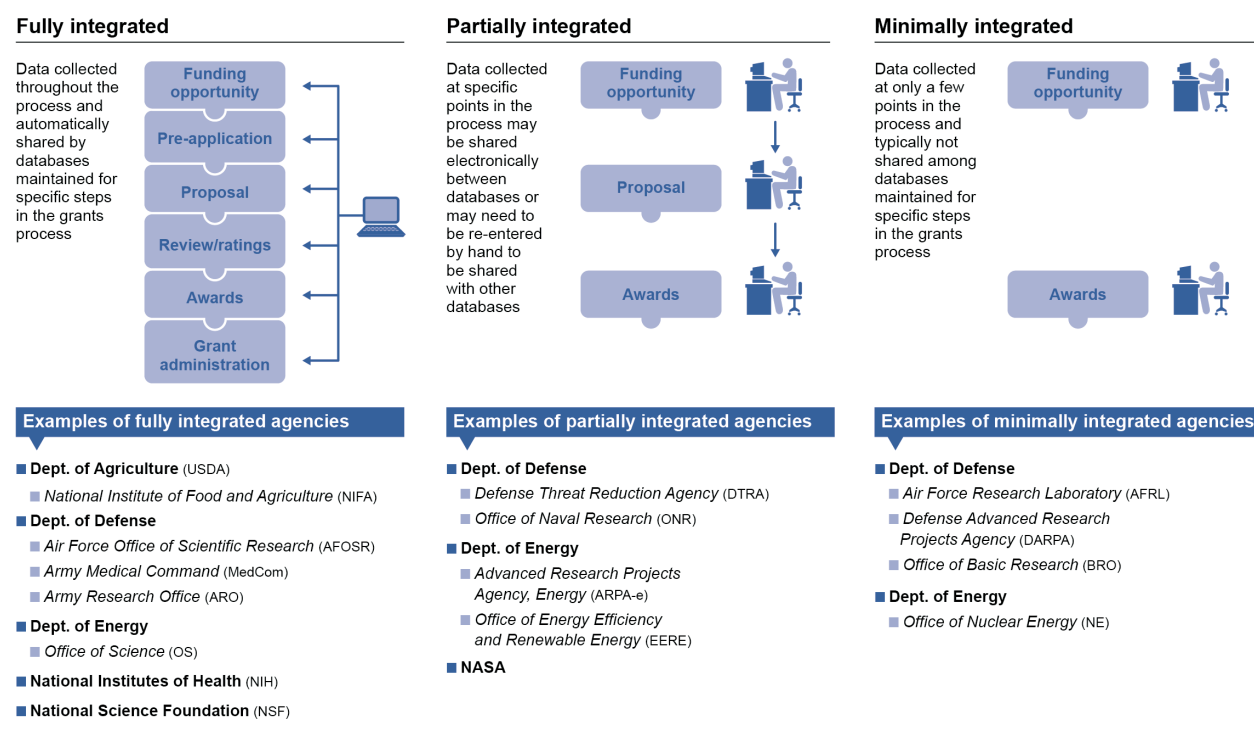 Fully integrated
Data collected
throughout the
process and
automatically
shared by
databases
maintained for
specific steps
in the grants
process
Funding
opportunity
Pre-application
Proposal
Review/ratings
Awards
Grant
administration
Examples of fully integrated agencies
Dept. of Agriculture (USDA)
National Institute of Food and Agriculture (NIFA)
Dept. of Defense
Air Force Office of Scientific Research (AFOSR)
Army Medical Command (MedCom)
Army Research Office (ARO)
Dept. of Energy
Office of Science (OS)
National Institutes of Health (NIH)
National Science Foundation (NSF)
Partially integrated
Data collected
at specific
points in the
process may
be shared
electronically
between
databases or
may need to
be re-entered
by hand to
be shared
with other
databases
Funding
opportunity
Proposal
Awards
Examples of partially integrated agencies
Dept. of Defense
Defense Threat Reduction Agency (DTRA)
Office of Naval Research (ONR)
Dept. of Energy
Advanced Research Projects
Agency, Energy (ARPA-e)
Office of Energy Efficiency
and Renewable Energy (EERE)
NASA
Minimally integrated
Data collected
at only a few
points in the
process and
typically not
shared among
databases
maintained for
specific steps
in the grants
process
Funding
opportunity
Awards
Examples of minimally integrated agencies
Dept. of Defense
Air Force Research Laboratory (AFRL)
Defense Advanced Research
Projects Agency (DARPA)
Office of Basic Research (BRO)
Dept. of Energy
Office of Nuclear Energy (NE)